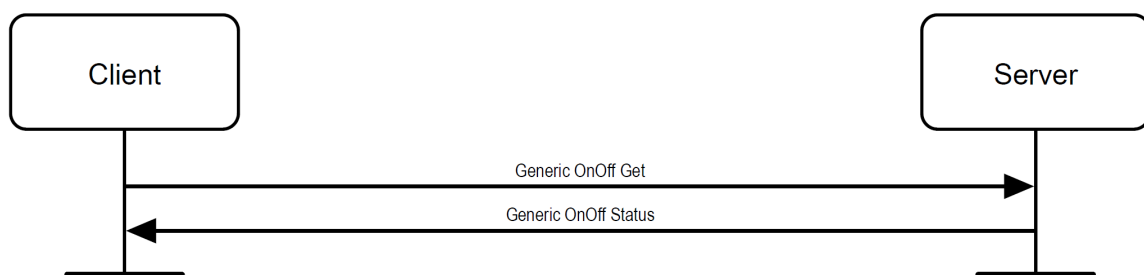 Client
Server
Generic OnOff Get
Generic OnOff Status